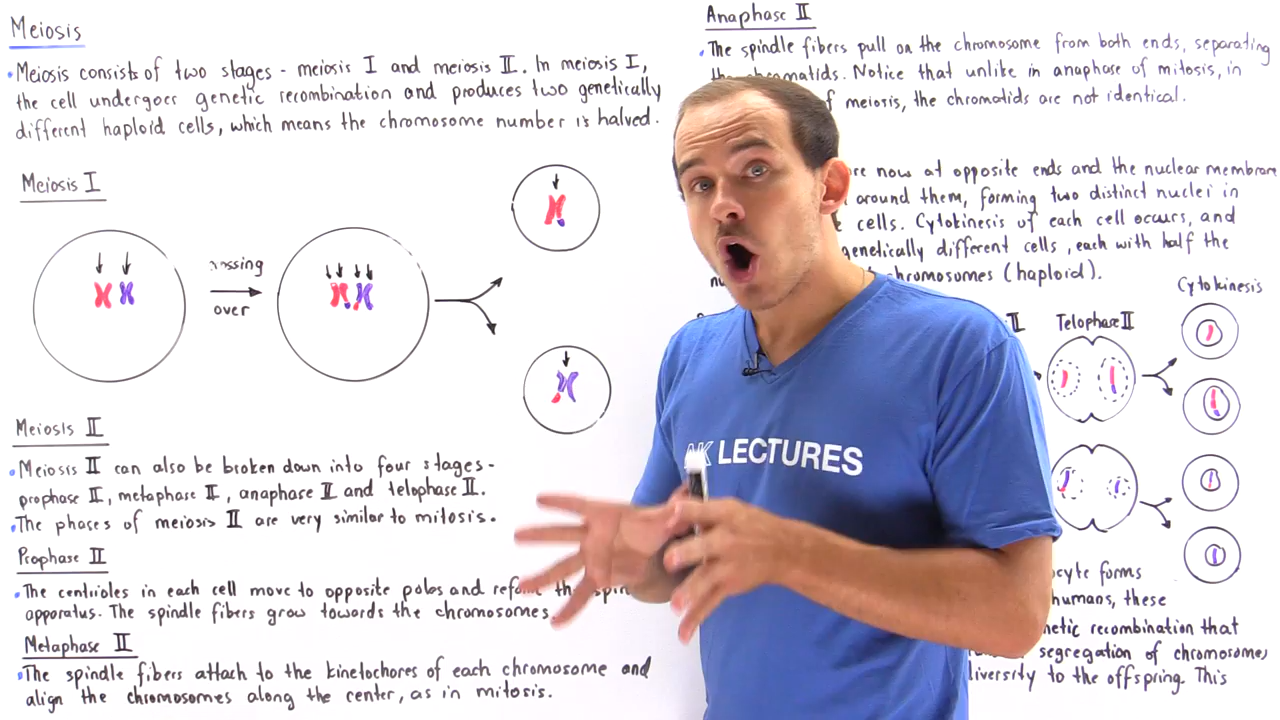 Meiosis
• Meiosis consists of two stages - meiosis I and meiosis II. In meiosis I,
the cell undergoes genetic recombination and produces two genetically
different haploid cells, which means the chromosome number is halved.
Meiosis I
crossing
over
Meiosis II
• Meiosis II can also be broken down into four stages -
prophase II, metaphase II, anaphase II and telophase II.
• The phases of meiosis II are very similar to mitosis.
Prophase II
• The centrioles in each cell move to opposite poles and the
apparatus. The spindle fibers grow towards the chromosomes
Metaphase II
• The spindle fibers attach to the kinetochores of each chromosome and
align the chromosomes along the center, as in mitosis.
AK LECTURES
Anaphase II
• The spindle fibers pull on the chromosome from both ends, separating
the chromatids. Notice that unlike in anaphase of mitosis, in
of meiosis, the chromatids are not identical.
now at opposite ends and the nuclear membrane
around them, forming two distinct nuclei in
cells. Cytokinesis of each cell occurs, and
genetically different cells, each with half the
chromosomes (haploid).
Cytokinesis
II Telophase II
forms
humans, these
recombination that
segregation of chromosomes
to the offspring. This